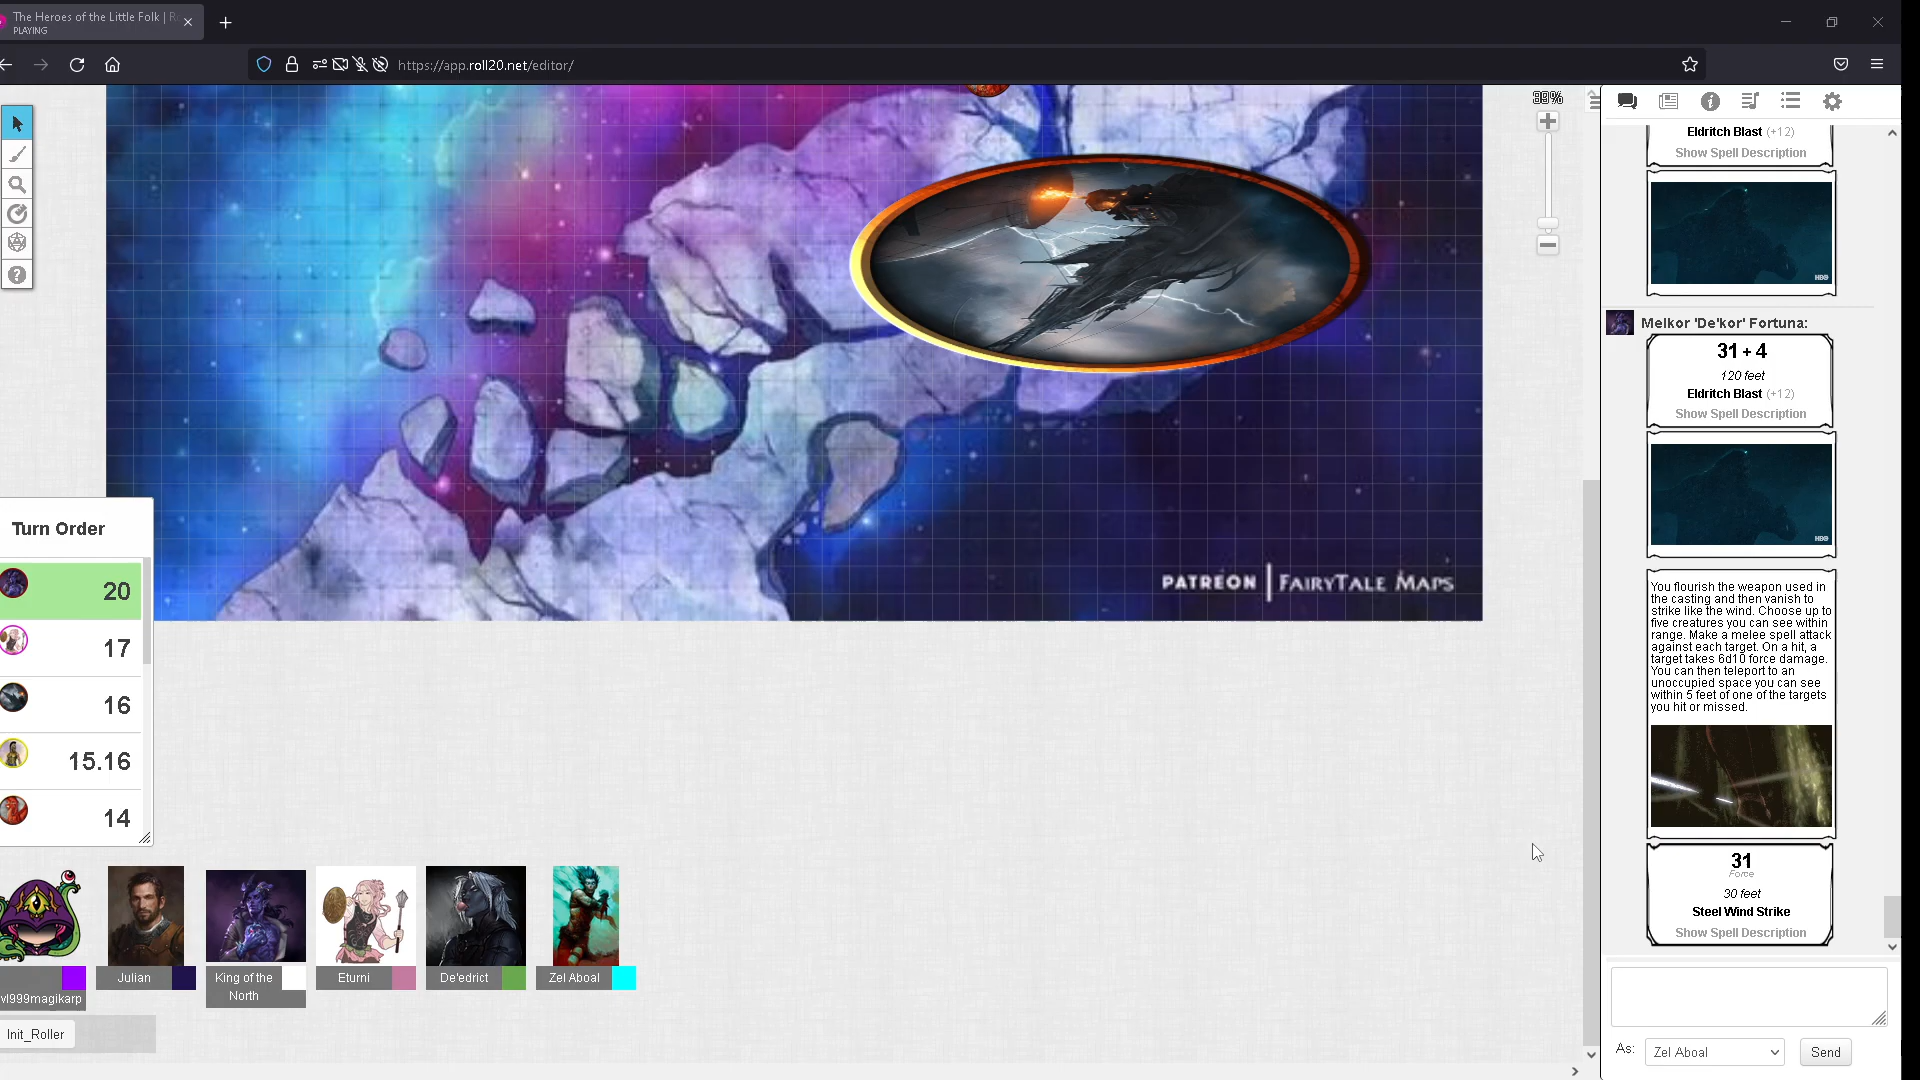 The Heroes of the Little Folk | R
PLAYING
https://app.roll20.net/editor/
Turn Order
20
17
16
15.16
14
PATREON | FAIRYTALE MAPS
vl999magikarp
Julian
King of the
North
Eturni
De'edrict
Zel Aboal
Init_Roller
Eldritch Blast (+12)
Show Spell Description
HBO
Melkor 'De'kor' Fortuna:
31 + 4
120 feet
Eldritch Blast (+12)
Show Spell Description
HBO
You flourish the weapon used in
the casting and then vanish to
strike like the wind. Choose up to
five creatures you can see within
range. Make a melee spell attack
against each target. On a hit, a
target takes 6d10 force damage.
You can then teleport to an
unoccupied space you can see
within 5 feet of one of the targets
you hit or missed.
31
Force
30 feet
Steel Wind Strike
Show Spell Description
As:
Zel Aboal
Send